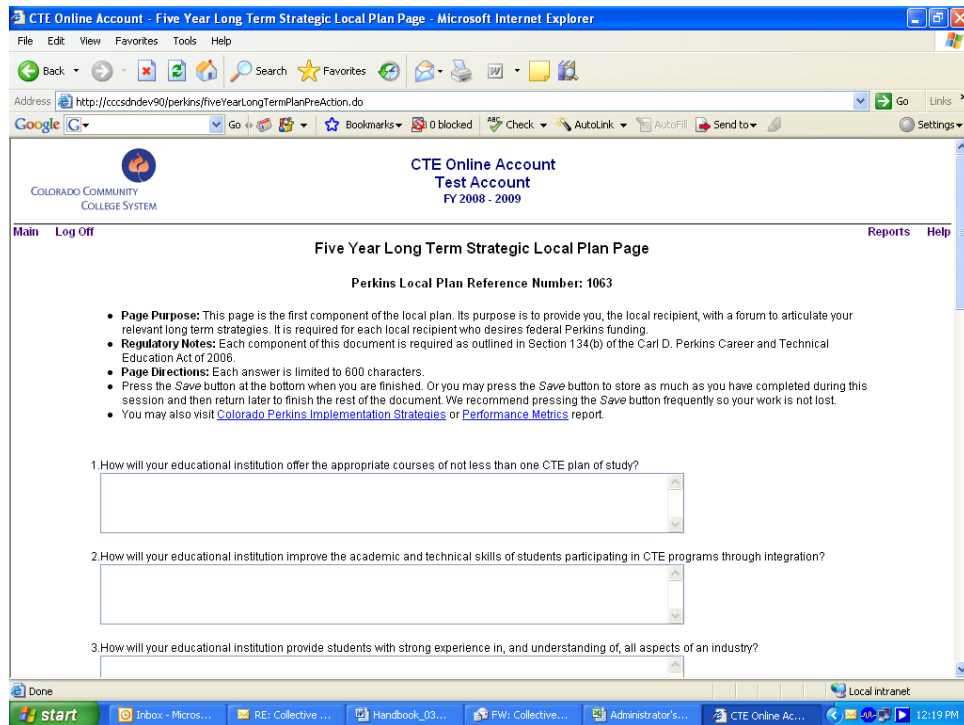 CTE Online Account - Five Year Long Term Strategic Local Plan Page - Microsoft Internet Explorer
File Edit View Favorites Tools Help
Back Search Favorites
Address http://cccsdndev90/perkins/fiveYearLongTermPlanPreAction.do Go Links
Google G Go Bookmarks 0 blocked ABC Check AutoLink AutoFill Send to Settings
COLORADO COMMUNITY
COLLEGE SYSTEM
CTE Online Account
Test Account
FY 2008 - 2009
Main Log Off Reports Help
Five Year Long Term Strategic Local Plan Page
Perkins Local Plan Reference Number: 1063
• Page Purpose: This page is the first component of the local plan. Its purpose is to provide you, the local recipient, with a forum to articulate your
relevant long term strategies. It is required for each local recipient who desires federal Perkins funding.
• Regulatory Notes: Each component of this document is required as outlined in Section 134(b) of the Carl D. Perkins Career and Technical
Education Act of 2006.
• Page Directions: Each answer is limited to 600 characters.
• Press the Save button at the bottom when you are finished. Or you may press the Save button to store as much as you have completed during this
session and then return later to finish the rest of the document. We recommend pressing the Save button frequently so your work is not lost.
• You may also visit Colorado Perkins Implementation Strategies or Performance Metrics report.
1.How will your educational institution offer the appropriate courses of not less than one CTE plan of study?
2.How will your educational institution improve the academic and technical skills of students participating in CTE programs through integration?
3.How will your educational institution provide students with strong experience in, and understanding of, all aspects of an industry?
Done Local intranet
start Inbox - Micros... RE: Collective ... Handbook_03... FW: Collective... Administrator's... CTE Online Ac... 12:19 PM